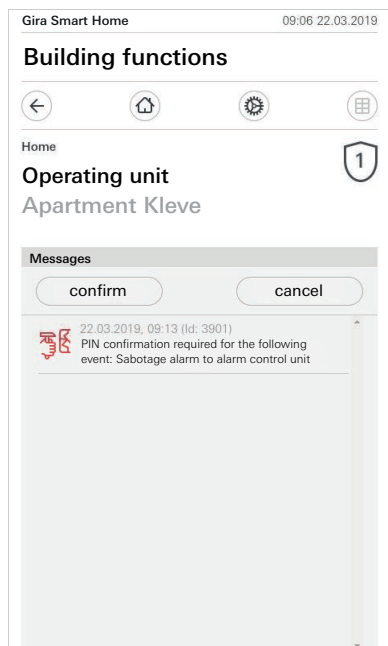 Gira Smart Home 09:06 22.03.2019
Building functions
Home
1
Operating unit
Apartment Kleve
Messages
confirm cancel
22.03.2019, 09:13 (Id: 3901)
PIN confirmation required for the following
event: Sabotage alarm to alarm control unit